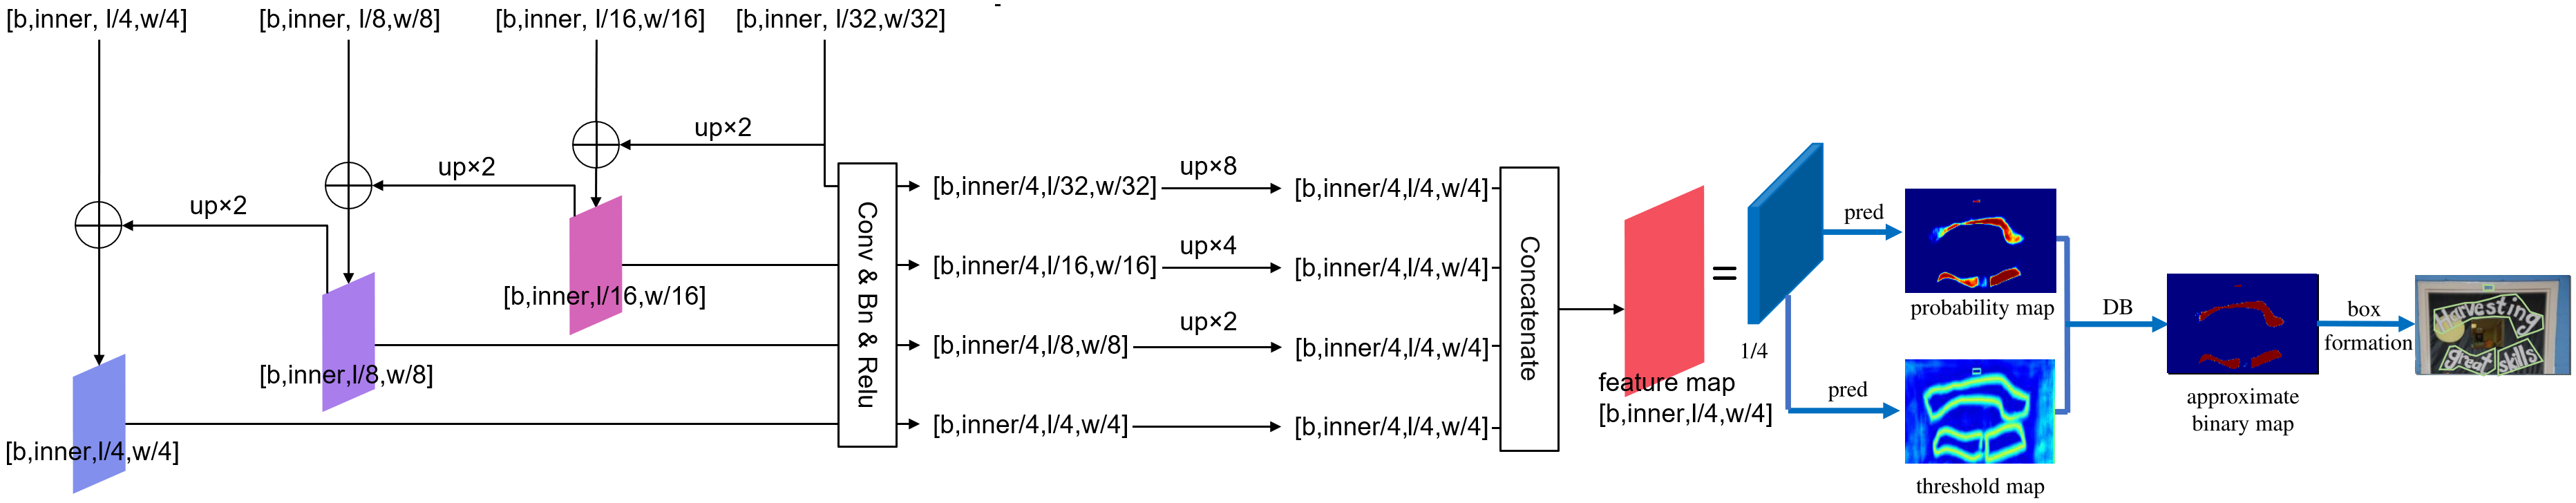 [b,inner, l/4,w/4]
[b,inner, l/8,w/8]
[b,inner, l/16,w/16]
[b,inner, l/32,w/32]
up×2
up×2
up×2
[b,inner,l/16,w/16]
[b,inner,l/8,w/8]
[b,inner,l/4,w/4]
Conv & Bn & Relu
[b,inner/4,l/32,w/32]
up×8
[b,inner/4,l/4,w/4]
[b,inner/4,l/16,w/16]
up×4
[b,inner/4,l/4,w/4]
[b,inner/4,l/8,w/8]
up×2
[b,inner/4,l/4,w/4]
[b,inner/4,l/4,w/4]
[b,inner/4,l/4,w/4]
Concatenate
feature map
[b,inner,l/4,w/4]
=
1/4
pred
probability map
pred
threshold map
DB
approximate
binary map
box
formation
Harvesting
great skills